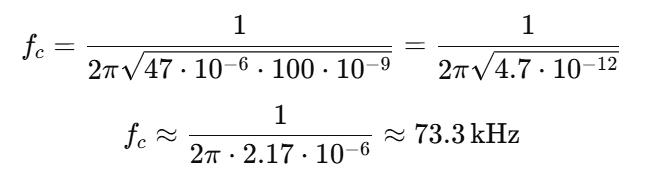 f_c = 1 / (2π√(47 · 10⁻⁶ · 100 · 10⁻⁹)) = 1 / (2π√(4.7 · 10⁻¹²))
f_c ≈ 1 / (2π · 2.17 · 10⁻⁶) ≈ 73.3 kHz